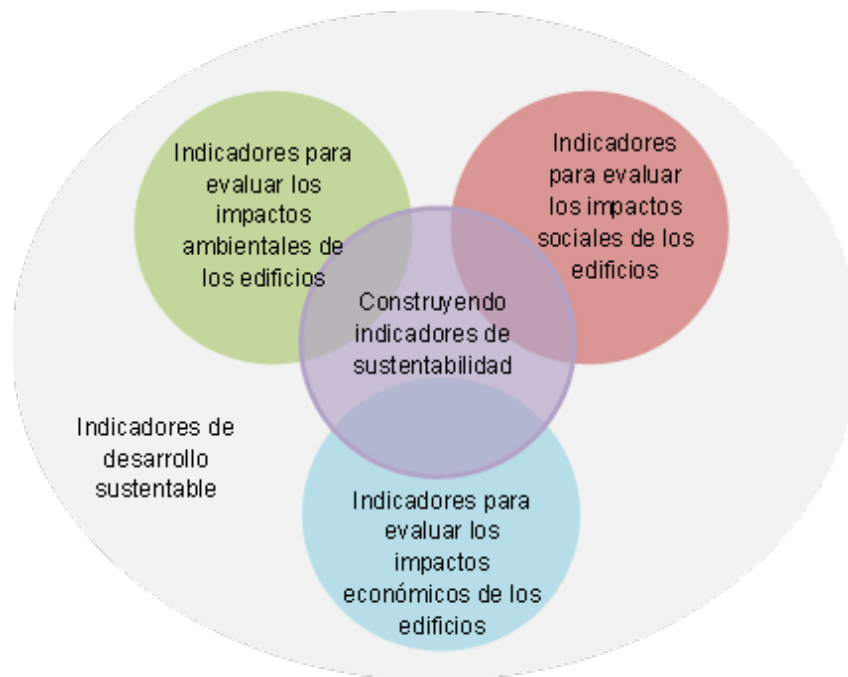 Indicadores para
evaluar los
impactos
ambientales de
los edificios
Indicadores
para evaluar
los impactos
sociales de los
edificios
Construyendo
indicadores de
sustentabilidad
Indicadores de
desarrollo
sustentable
Indicadores para
evaluar los
impactos
económicos de los
edificios